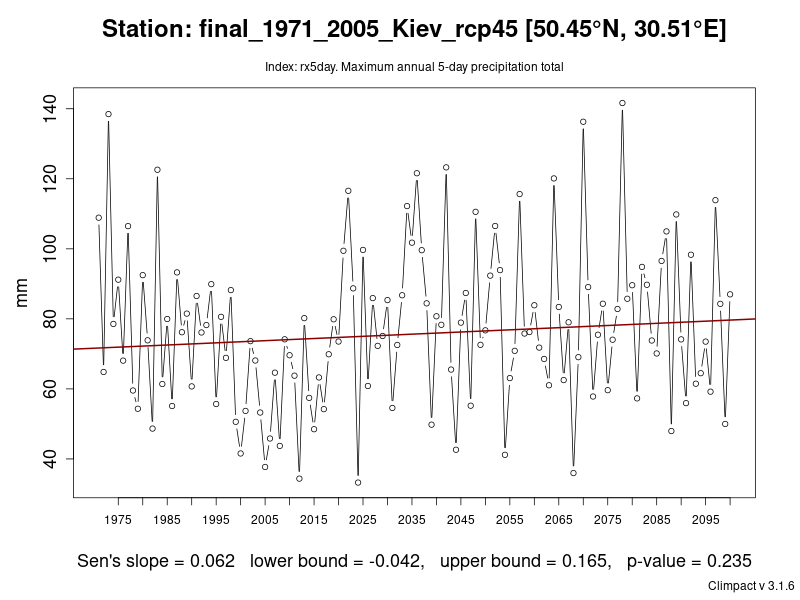 Station: final_1971_2005_Kiev_rcp45 [50.45°N, 30.51°E]
Index: rx5day. Maximum annual 5-day precipitation total
140
120
100
80
60
40
mm
1975 1985 1995 2005 2015 2025 2035 2045 2055 2065 2075 2085 2095
Sen's slope = 0.062 lower bound = -0.042, upper bound = 0.165, p-value = 0.235
Climpact v 3.1.6